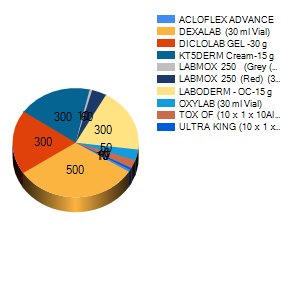 ACLOFLEX ADVANCE
DEXALAB (30 ml Vial)
DICLOLAB GEL -30 g
KT5DERM Cream-15 g
LABMOX 250 (Grey (...
LABMOX 250 (Red) (3...
LABODERM - OC-15 g
OXYLAB (30 ml Vial)
TOX OF (10 x 1 x 10Al...
ULTRA KING (10 x 1 x...
300
300
300
50
500